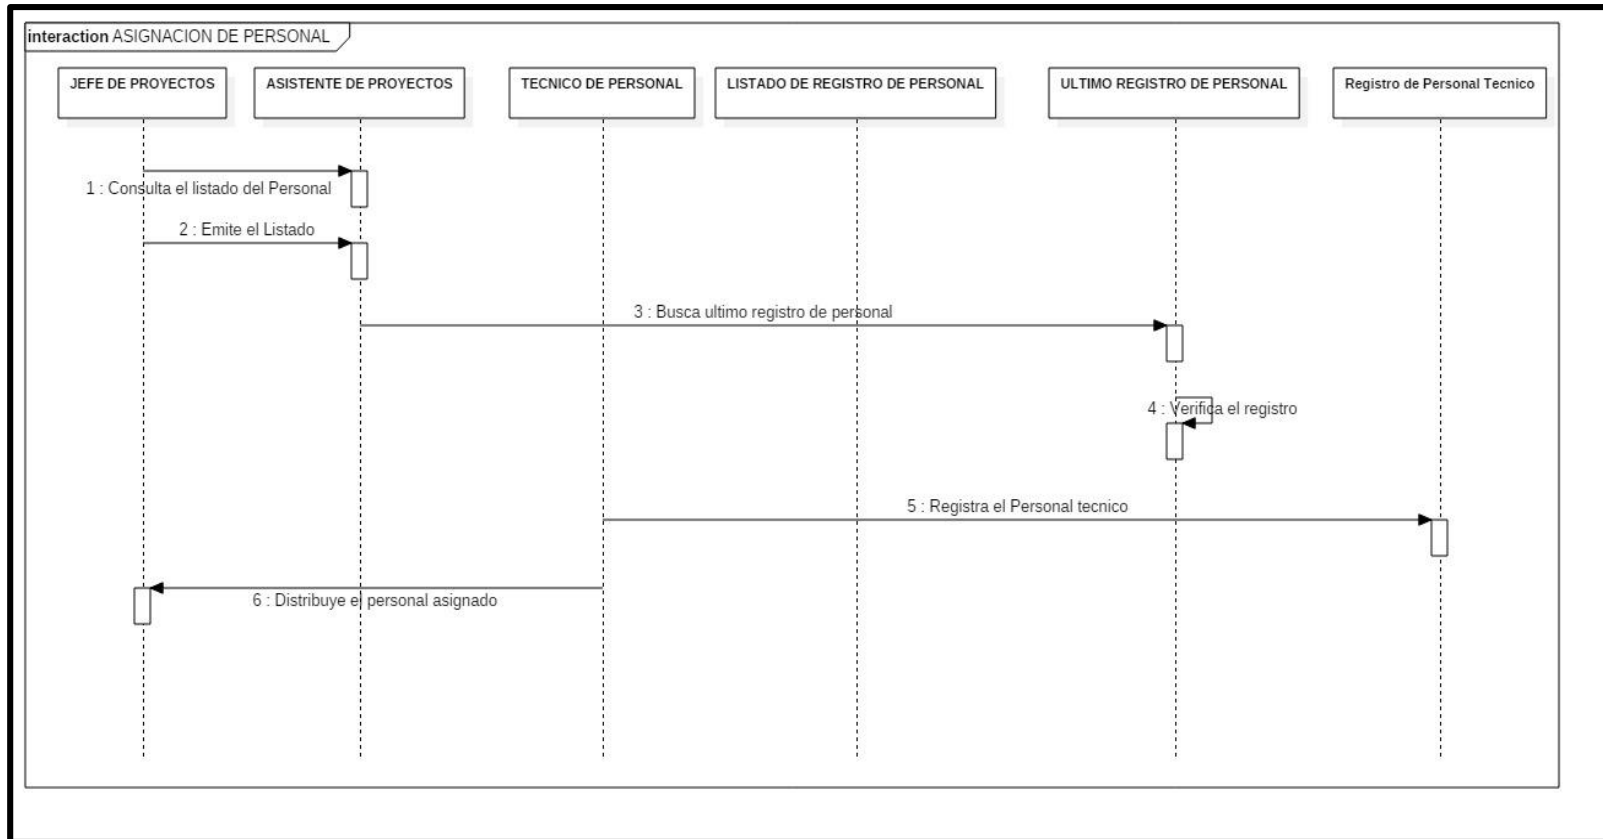 interaction ASIGNACION DE PERSONAL
JEFE DE PROYECTOS
ASISTENTE DE PROYECTOS
TECNICO DE PERSONAL
LISTADO DE REGISTRO DE PERSONAL
ULTIMO REGISTRO DE PERSONAL
Registro de Personal Tecnico
1 : Consulta el listado del Personal
2 : Emite el Listado
3 : Busca ultimo registro de personal
4 : Verifica el registro
5 : Registra el Personal tecnico
6 : Distribuye el personal asignado